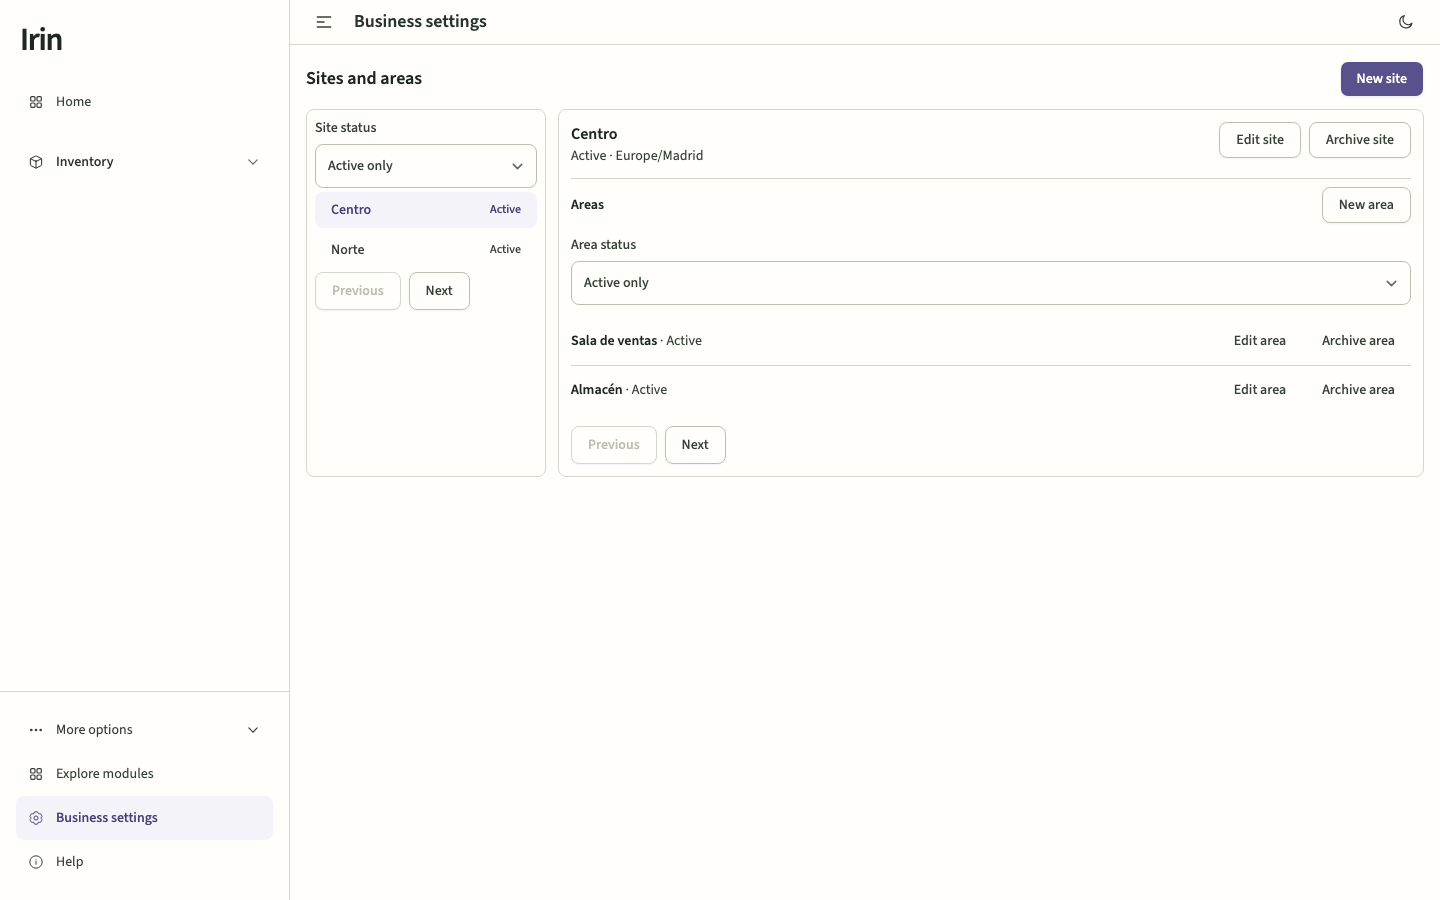 Irin
Home
Inventory
More options
Explore modules
Business settings
Help
Business settings
Sites and areas
New site
Site status
Active only
Centro Active
Norte Active
Previous Next
Centro
Active · Europe/Madrid
Edit site Archive site
Areas
New area
Area status
Active only
Sala de ventas · Active Edit area Archive area
Almacén · Active Edit area Archive area
Previous Next